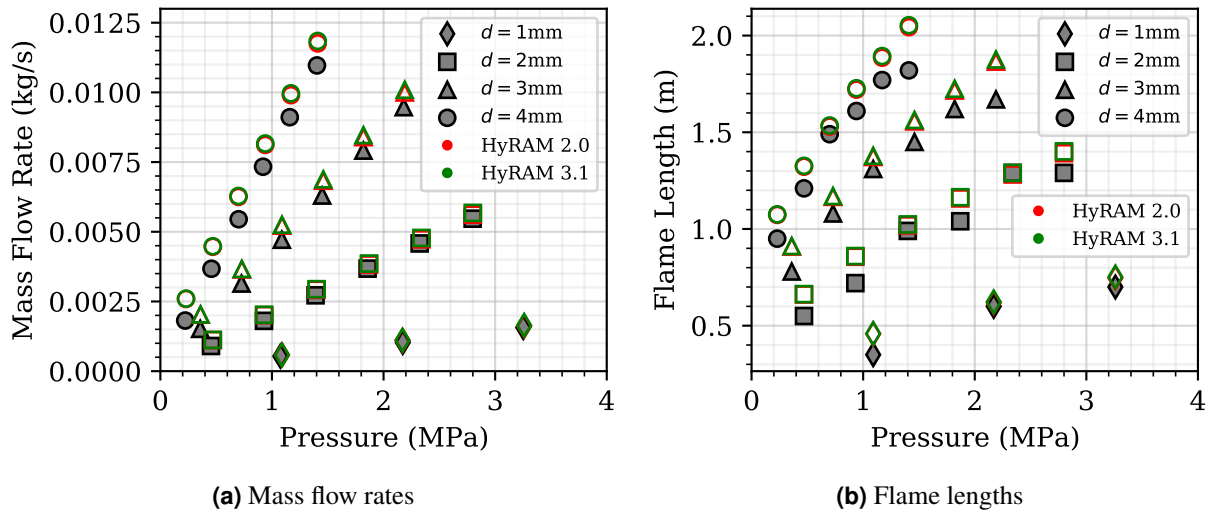 0.0125
0.0100
0.0075
0.0050
0.0025
0.0000
Mass Flow Rate (kg/s)
0
1
2
3
4
Pressure (MPa)
d = 1mm
d = 2mm
d = 3mm
d = 4mm
HyRAM 2.0
HyRAM 3.1
(a) Mass flow rates
2.0
1.5
1.0
0.5
Flame Length (m)
0
1
2
3
4
Pressure (MPa)
d = 1mm
d = 2mm
d = 3mm
d = 4mm
HyRAM 2.0
HyRAM 3.1
(b) Flame lengths